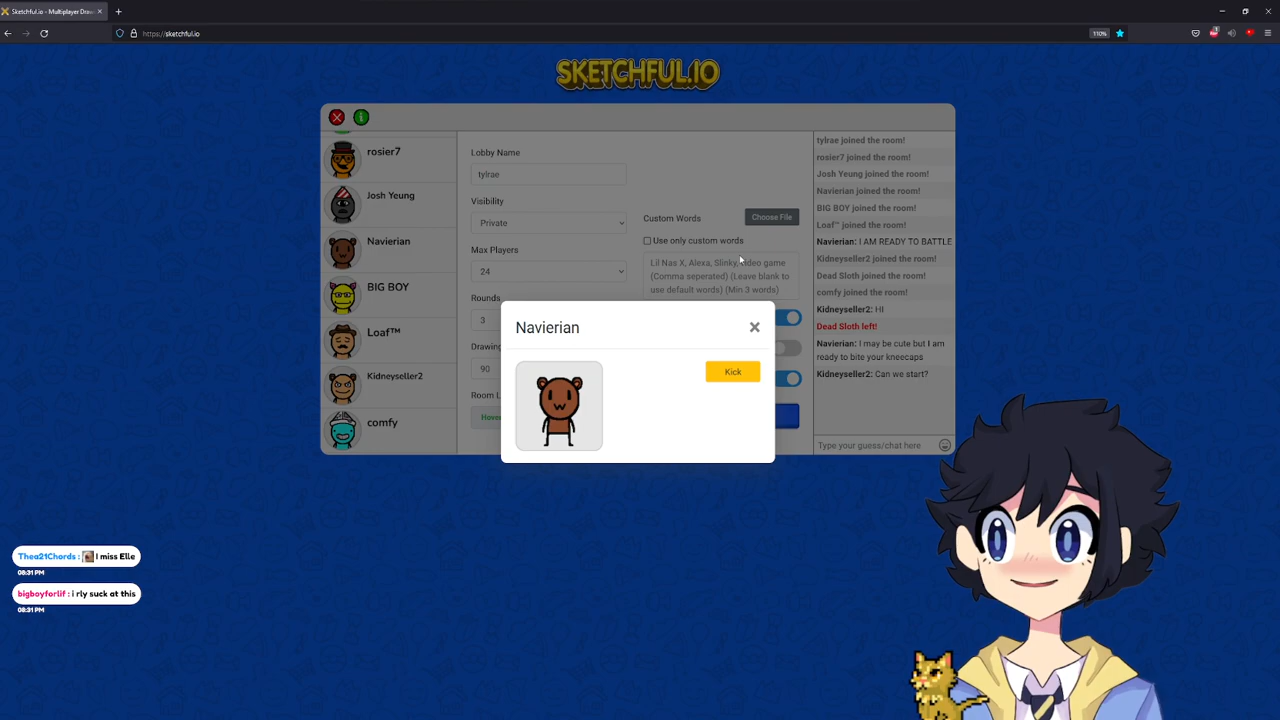 Sketchful.io - Multiplayer Draw
https://sketchful.io
110%
SKETCHFUL.IO
rosier7
Josh Yeung
Navierian
BIG BOY
Loaf™
Kidneyseller2
comfy
Lobby Name
tylrae
Visibility
Private
Max Players
24
Rounds
3
Drawing
90
Room L
Hover
Custom Words
Choose File
Use only custom words
Lil Nas X, Alexa, Slinky, video game
(Comma seperated) (Leave blank to
use default words) (Min 3 words)
Navierian
Kick
tylrae joined the room!
rosier7 joined the room!
Josh Yeung joined the room!
Navierian joined the room!
BIG BOY joined the room!
Loaf™ joined the room!
Navierian: I AM READY TO BATTLE
Kidneyseller2 joined the room!
Dead Sloth joined the room!
comfy joined the room!
Kidneyseller2: HI
Dead Sloth left!
Navierian: I may be cute but I am
ready to bite your kneecaps
Kidneyseller2: Can we start?
Type your guess/chat here
Thea21Chords : I miss Elle
08:31 PM
bigboyforlif : i rly suck at this
08:31 PM